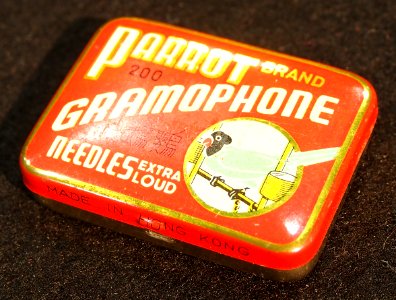 PARROT BRAND
200
GRAMOPHONE
NEEDLES EXTRA
LOUD
MADE IN HONG KONG